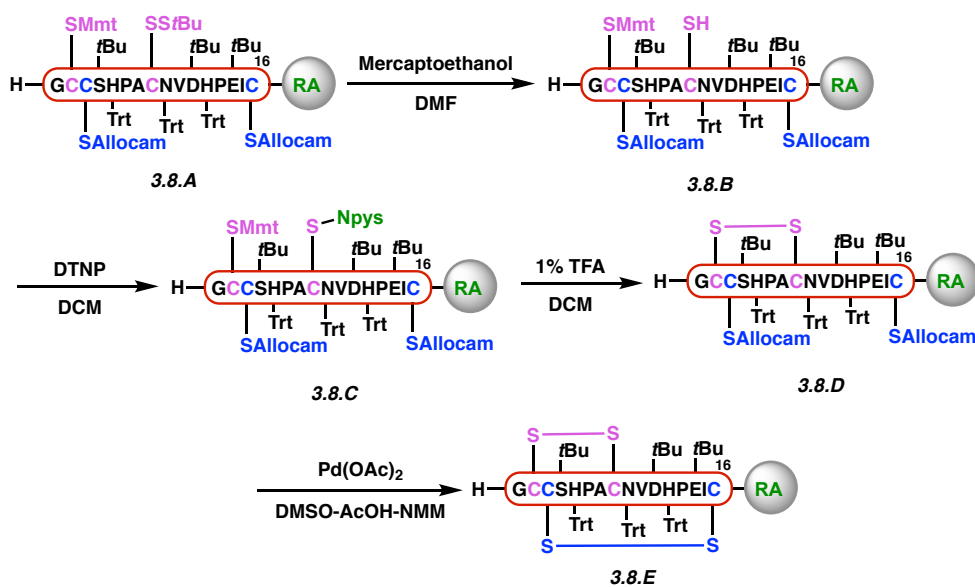 SMmt SStBu SMmt SH
tBu tBu tBu tBu tBu tBu
16 16
H GCCSHPACNVDHPEIC RA Mercaptoethanol H GCCSHPACNVDHPEIC RA
DMF
Trt Trt Trt Trt
SAllocam SAllocam SAllocam Trt SAllocam
3.8.A 3.8.B
SMmt S Npys S S
tBu tBu tBu tBu tBu tBu
16 16
DTNP H GCCSHPACNVDHPEIC RA 1% TFA H GCCSHPACNVDHPEIC RA
DCM DCM
Trt Trt Trt Trt Trt Trt
SAllocam SAllocam SAllocam SAllocam
3.8.C 3.8.D
S S
tBu tBu tBu
16
Pd(OAc)2 H GCCSHPACNVDHPEIC RA
DMSO-AcOH-NMM
Trt Trt Trt
S S
3.8.E